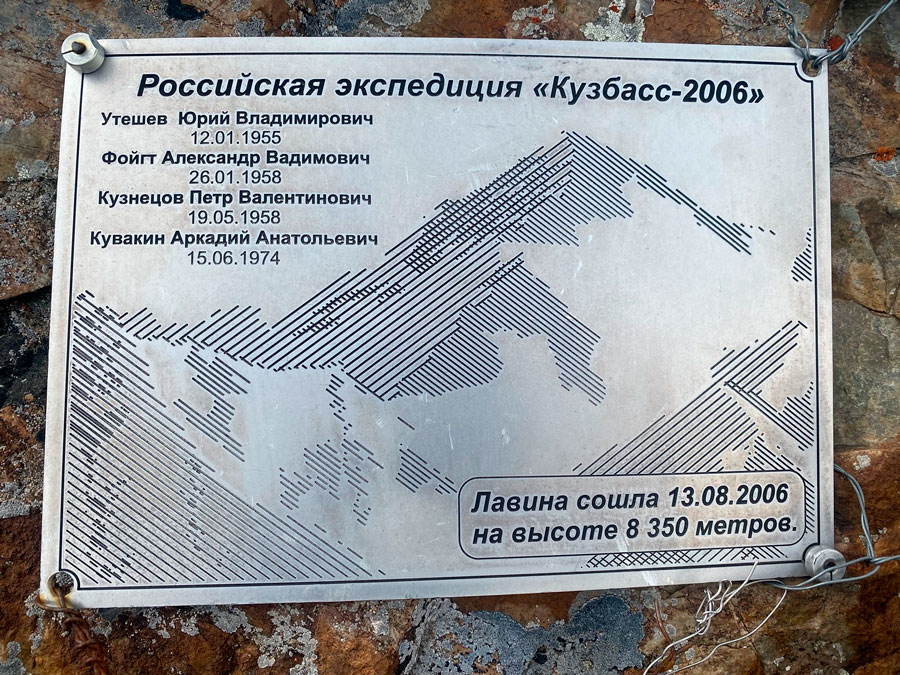 Российская экспедиция «Кузбасс-2006»
Утешев Юрий Владимирович
12.01.1955
Фойгт Александр Вадимович
26.01.1958
Кузнецов Петр Валентинович
19.05.1958
Кувакин Аркадий Анатольевич
15.06.1974
Лавина сошла 13.08.2006
на высоте 8 350 метров.